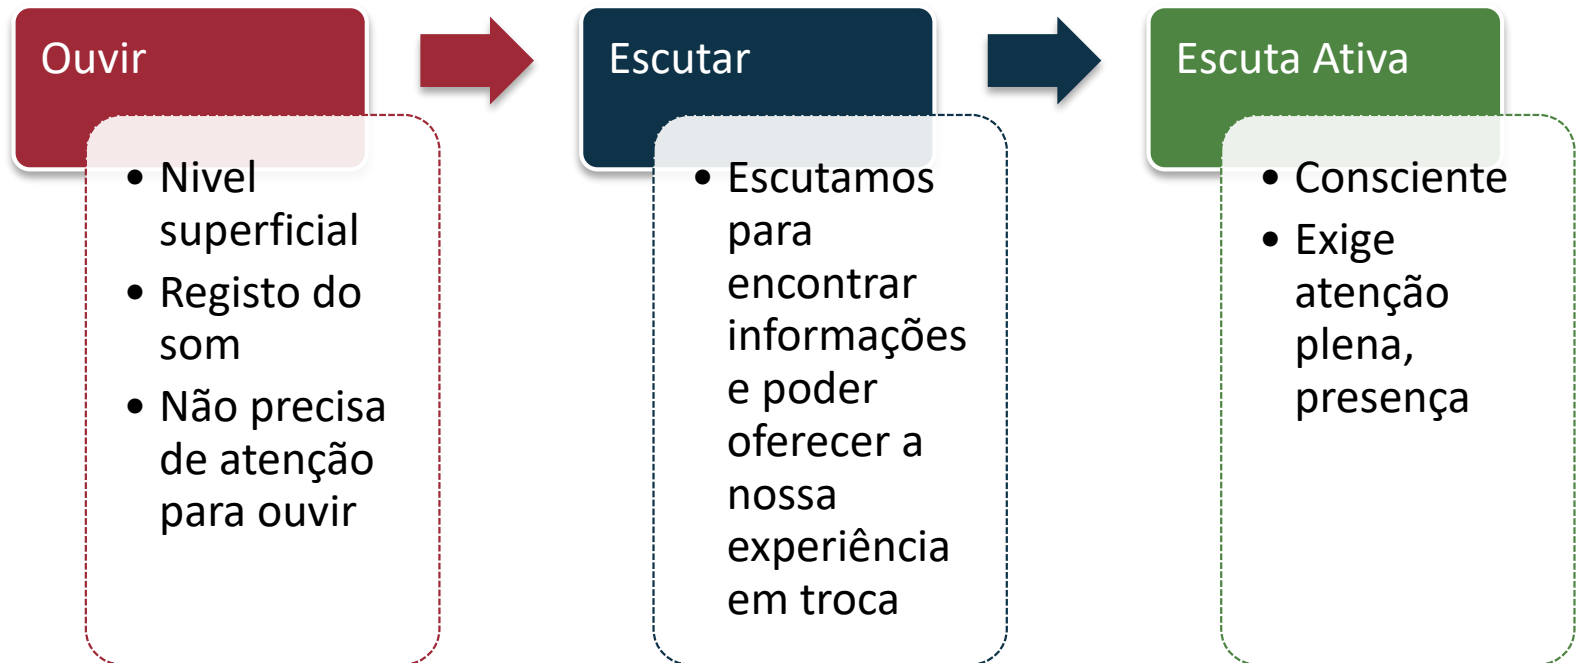 Ouvir
• Nivel
superficial
• Registo do
som
• Não precisa
de atenção
para ouvir
Escutar
• Escutamos
para
encontrar
informações
e poder
oferecer a
nossa
experiência
em troca
Escuta Ativa
• Consciente
• Exige
atenção
plena,
presença